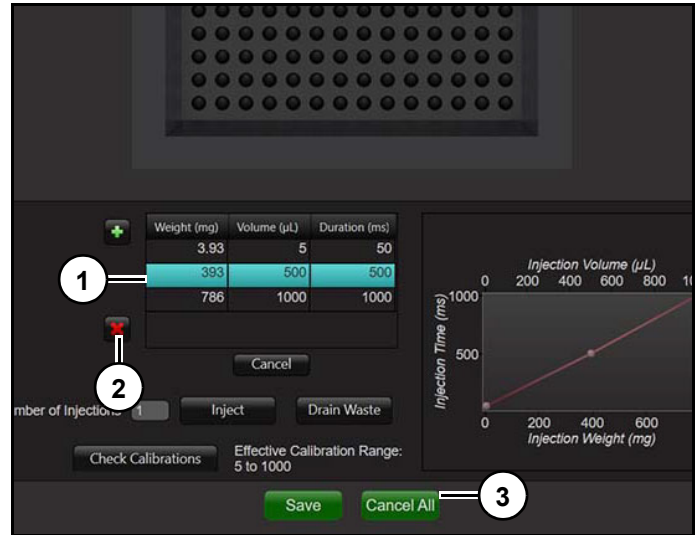 Weight (mg) Volume (µL) Duration (ms)
3.93 5 50
393 500 500
786 1000 1000
1
2
Cancel
mber of Injections 1 Inject Drain Waste
Check Calibrations
Effective Calibration Range:
5 to 1000
Injection Volume (µL)
0 200 400 600 800 10
Injection Time (ms)
1000
500
0 200 400 600
Injection Weight (mg)
Save Cancel All
3